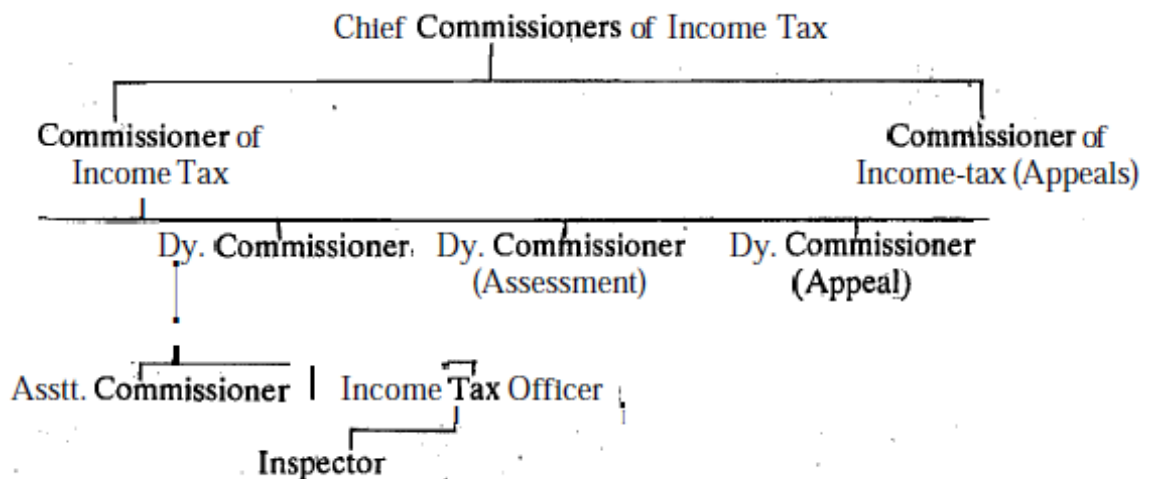 Chief Commissioners of Income Tax
Commissioner of Income Tax
Commissioner of Income-tax (Appeals)
Dy. Commissioner
Dy. Commissioner (Assessment)
Dy. Commissioner (Appeal)
Asstt. Commissioner
Income Tax Officer
Inspector